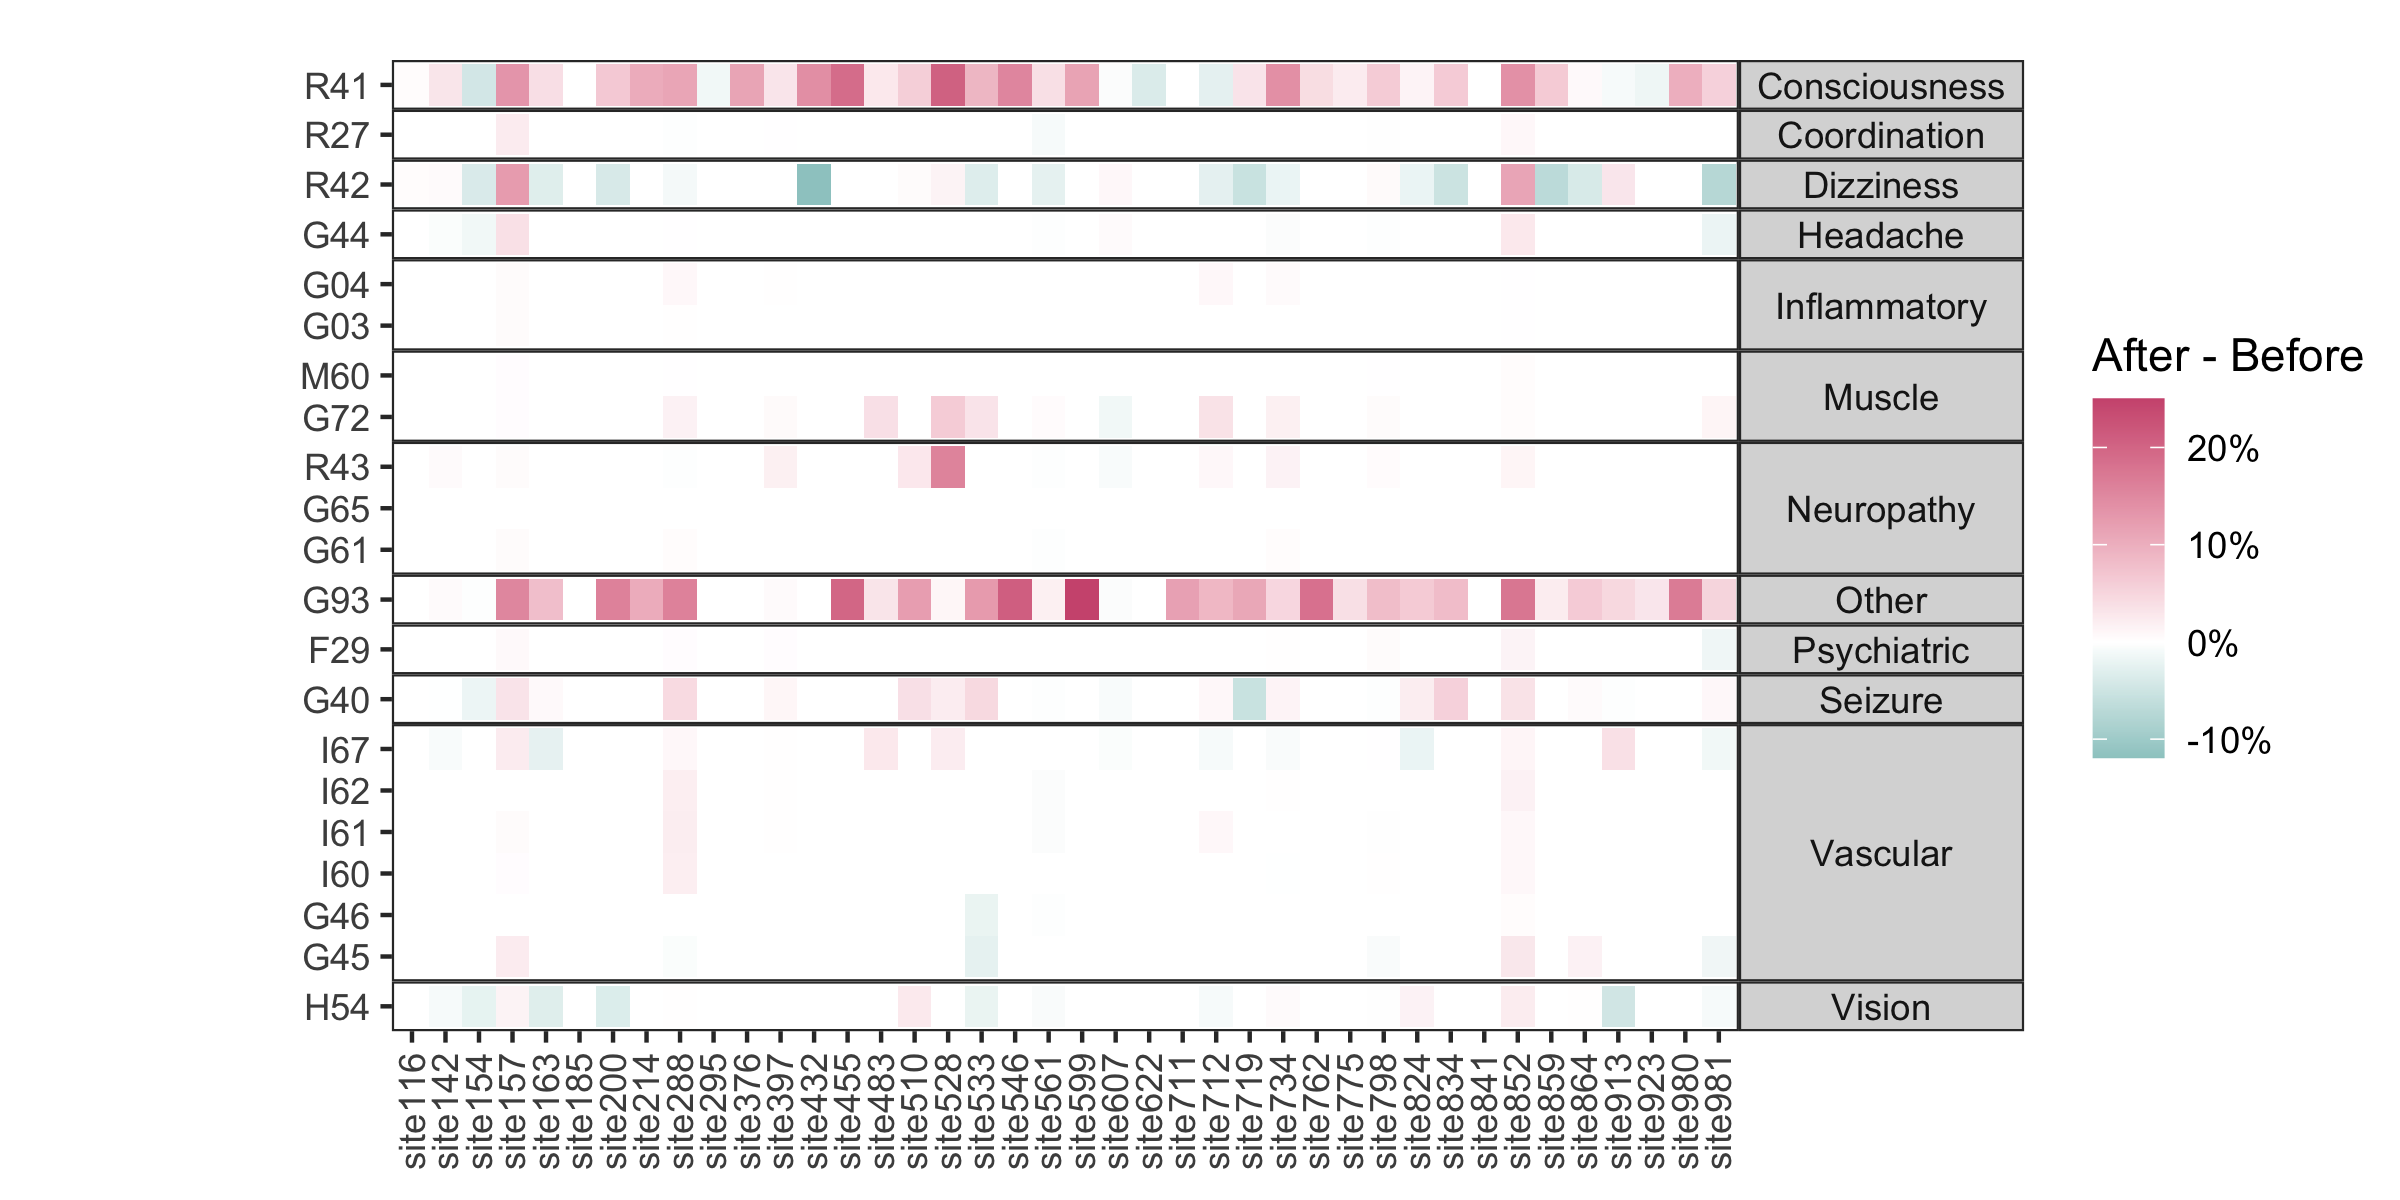 R41
Consciousness
R27
Coordination
R42
Dizziness
G44
Headache
G04
G03
Inflammatory
M60
G72
Muscle
R43
G65
G61
Neuropathy
G93
Other
F29
Psychiatric
G40
Seizure
I67
I62
I61
I60
G46
G45
Vascular
H54
Vision
site116
site142
site154
site157
site163
site185
site200
site214
site288
site295
site376
site397
site432
site455
site483
site510
site528
site533
site546
site561
site599
site607
site622
site711
site712
site719
site734
site762
site775
site798
site824
site834
site841
site852
site859
site864
site913
site923
site980
site981
After - Before
20%
10%
0%
-10%